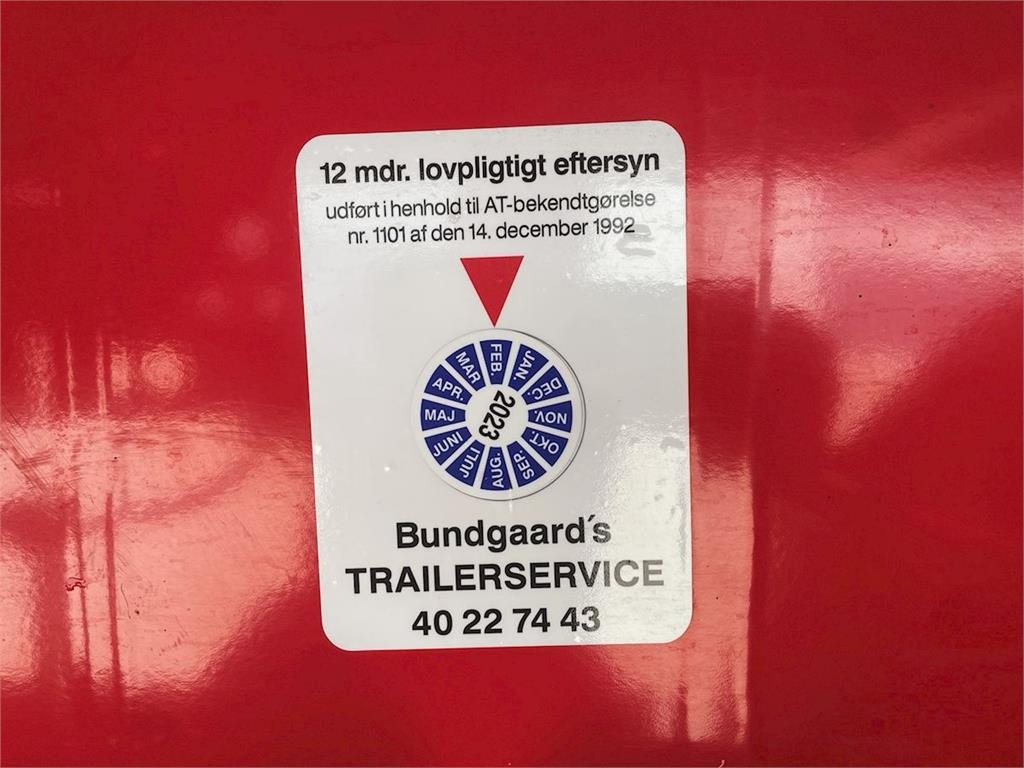 12 mdr. lovpligtigt eftersyn
udført i henhold til AT-bekendtgørelse
nr. 1101 af den 14. december 1992
JAN.
FEB.
MAR.
APR.
MAJ
JUNI
JULI
AUG.
SEP.
OKT.
NOV.
DEC.
2023
Bundgaard´s
TRAILERSERVICE
40 22 74 43